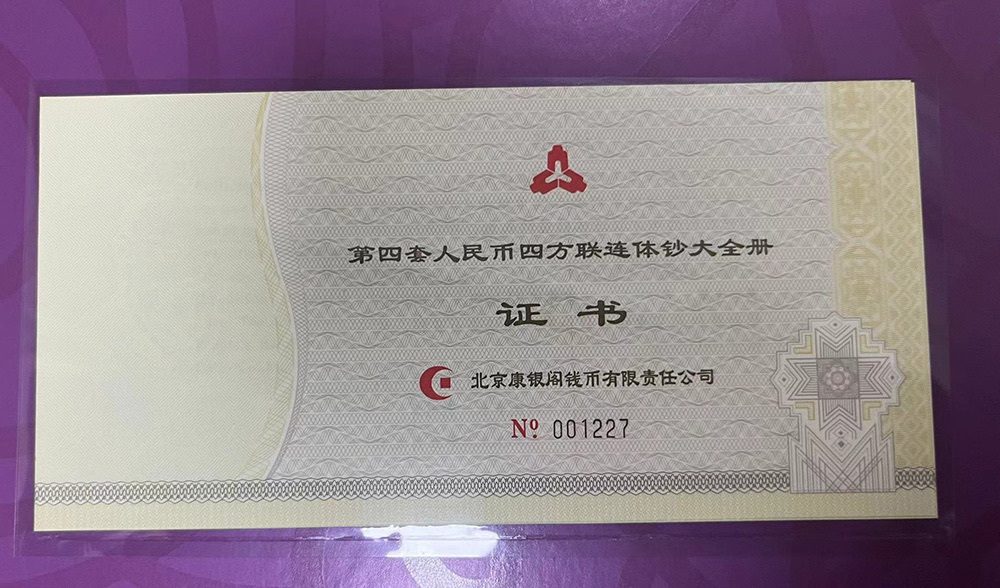 第四套人民币四方联连体钞大全册
证书
北京康银阁钱币有限责任公司
Nº 001227